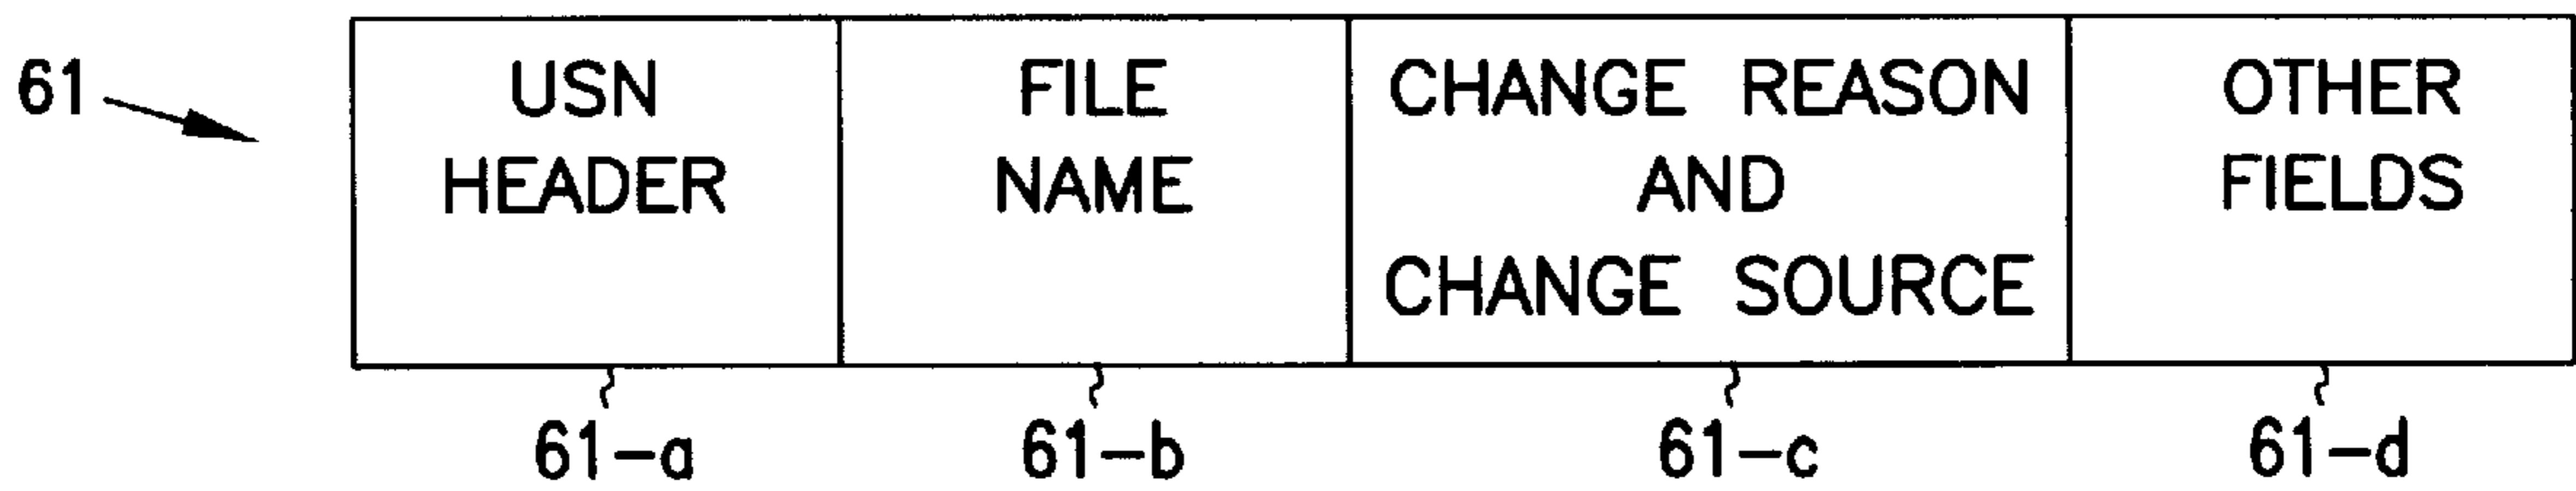 61
USN
HEADER
FILE
NAME
CHANGE REASON
AND
CHANGE SOURCE
OTHER
FIELDS
61-a
61-b
61-c
61-d